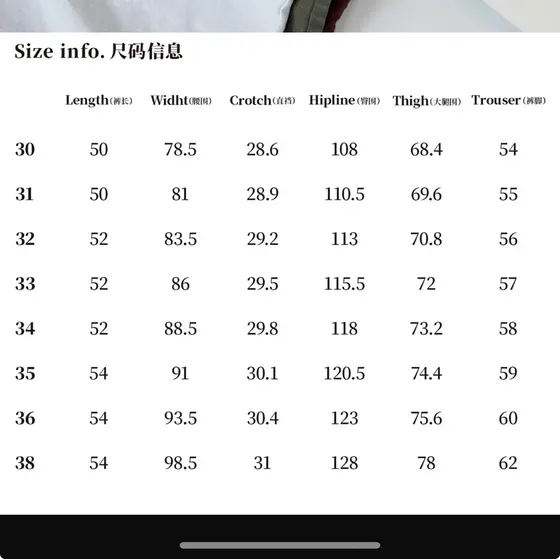 Size info. 尺码信息
Length(裤长) Widht(腰围) Crotch(直裆) Hipline(臀围) Thigh(大腿围) Trouser(裤脚)
30 50 78.5 28.6 108 68.4 54
31 50 81 28.9 110.5 69.6 55
32 52 83.5 29.2 113 70.8 56
33 52 86 29.5 115.5 72 57
34 52 88.5 29.8 118 73.2 58
35 54 91 30.1 120.5 74.4 59
36 54 93.5 30.4 123 75.6 60
38 54 98.5 31 128 78 62